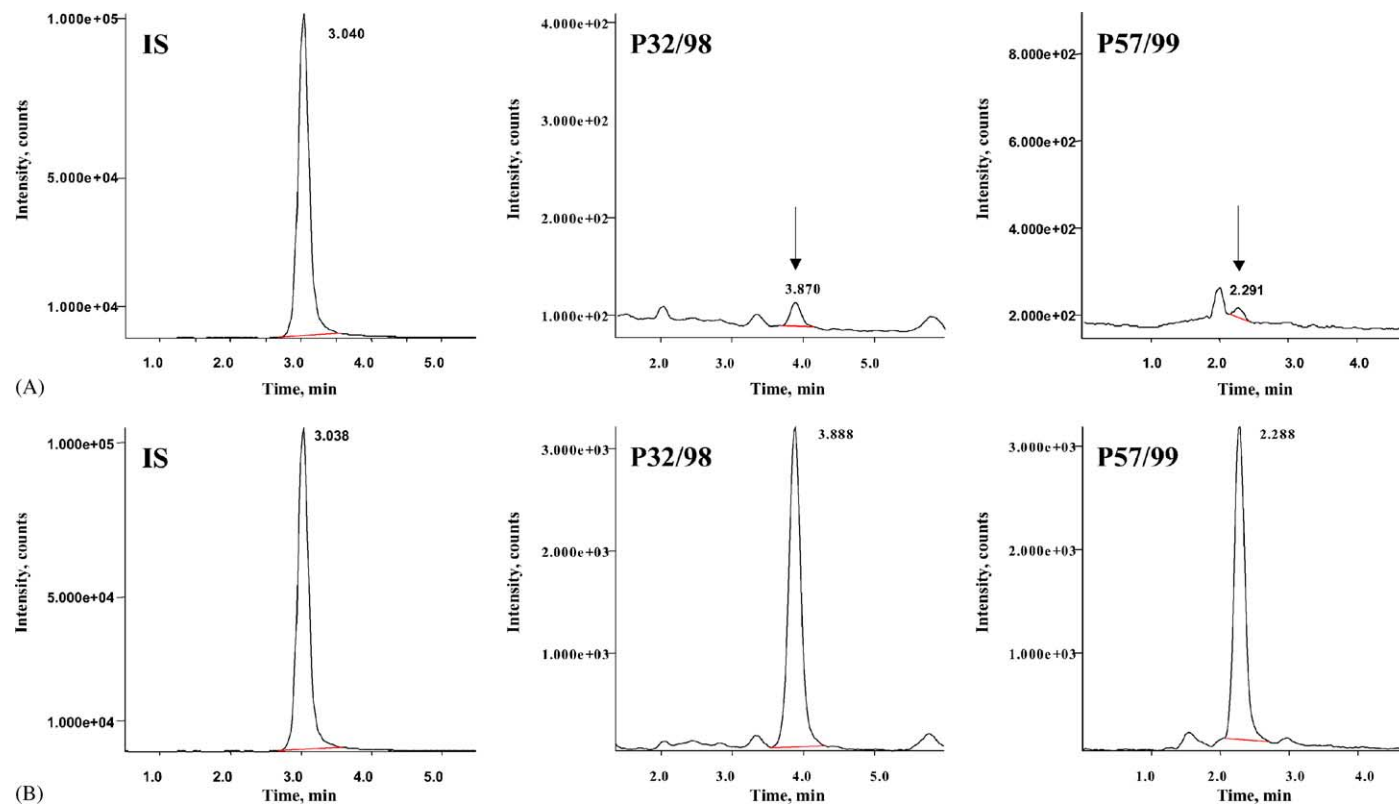 IS
3.040
1.000e+05
5.000e+04
1.000e+04
Intensity, counts
1.0 2.0 3.0 4.0 5.0
Time, min
P32/98
3.870
4.000e+02
3.000e+02
2.000e+02
1.000e+02
Intensity, counts
2.0 3.0 4.0 5.0
Time, min
P57/99
2.291
8.000e+02
6.000e+02
4.000e+02
2.000e+02
Intensity, counts
1.0 2.0 3.0 4.0
Time, min
(A)
IS
3.038
1.000e+05
5.000e+04
1.000e+04
Intensity, counts
1.0 2.0 3.0 4.0 5.0
Time, min
P32/98
3.888
3.000e+03
2.000e+03
1.000e+03
Intensity, counts
2.0 3.0 4.0 5.0
Time, min
P57/99
2.288
3.000e+03
2.000e+03
1.000e+03
Intensity, counts
1.0 2.0 3.0 4.0
Time, min
(B)